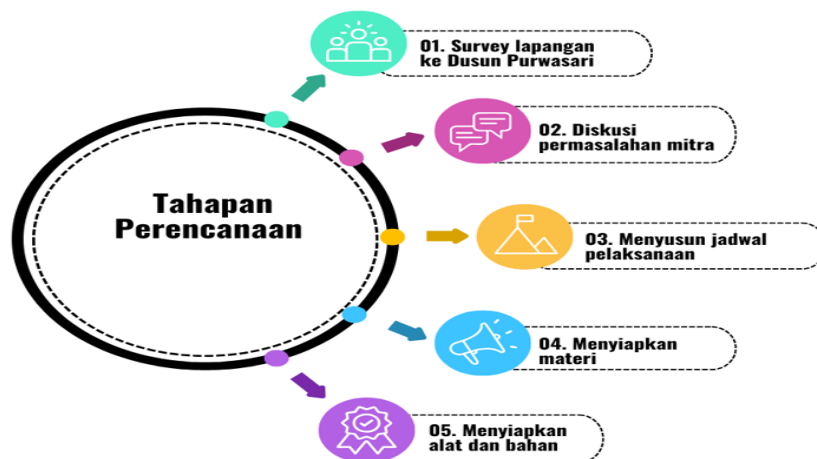 Tahapan
Perencanaan
01. Survey lapangan
ke Dusun Purwasari
02. Diskusi
permasalahan mitra
03. Menyusun jadwal
pelaksanaan
04. Menyiapkan
materi
05. Menyiapkan
alat dan bahan